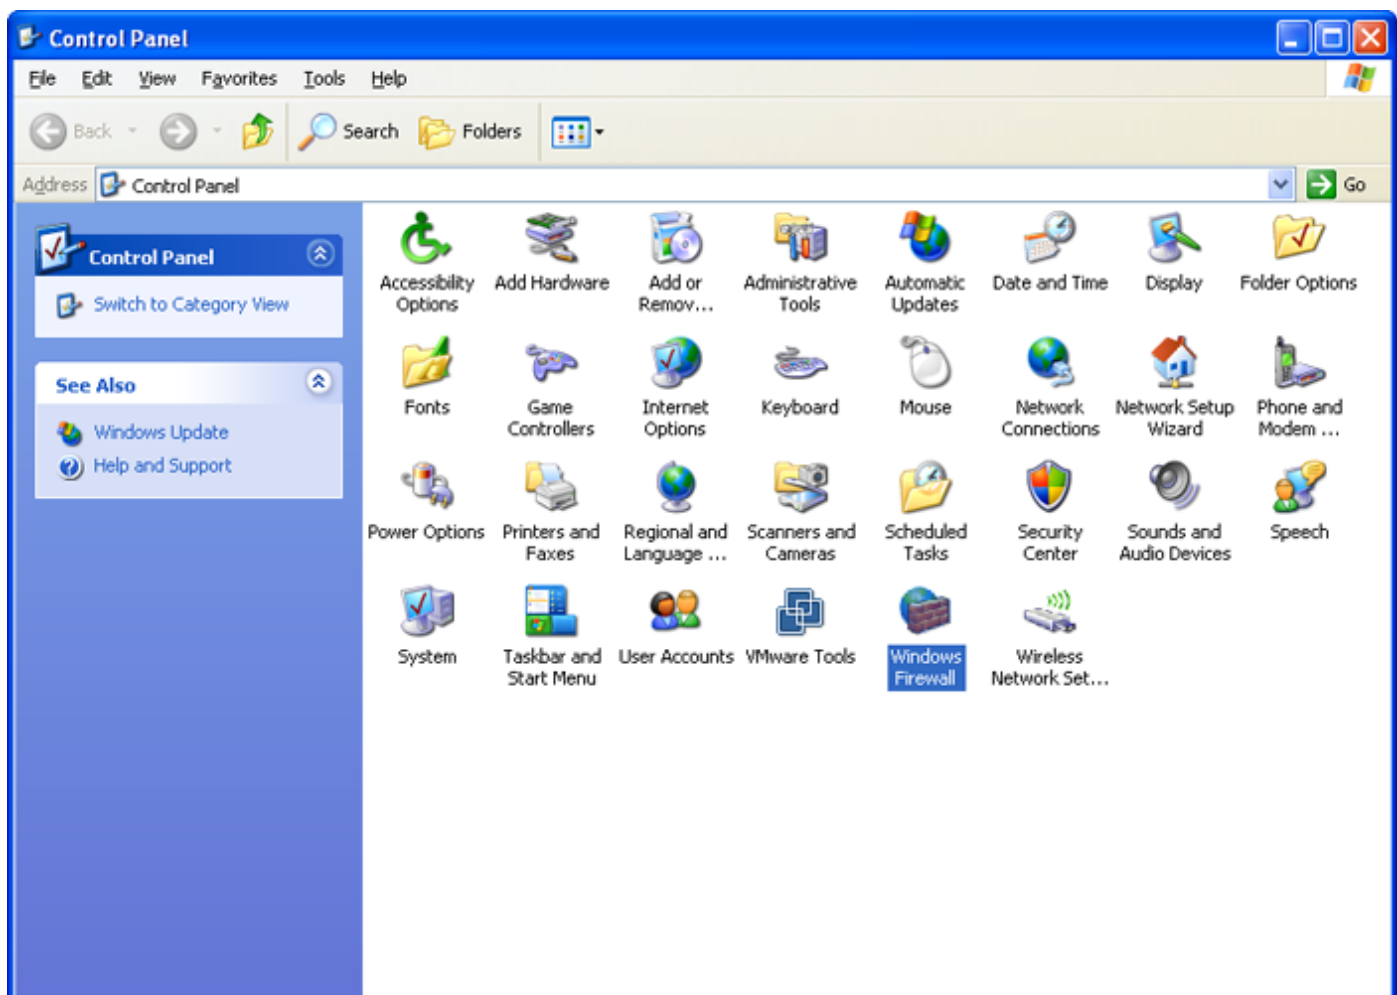 Control Panel
File Edit View Favorites Tools Help
Back Search Folders
Address Control Panel Go
Control Panel
Switch to Category View
See Also
Windows Update
Help and Support
Accessibility Options
Add Hardware
Add or Remov...
Administrative Tools
Automatic Updates
Date and Time
Display
Folder Options
Fonts
Game Controllers
Internet Options
Keyboard
Mouse
Network Connections
Network Setup Wizard
Phone and Modem ...
Power Options
Printers and Faxes
Regional and Language ...
Scanners and Cameras
Scheduled Tasks
Security Center
Sounds and Audio Devices
Speech
System
Taskbar and Start Menu
User Accounts
VMware Tools
Windows Firewall
Wireless Network Set...